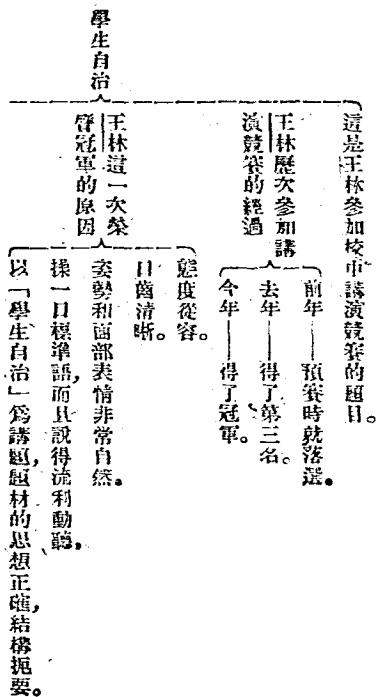 學生自治
這是王林參加校中講演競賽的題目。
王林歷次參加講
演競賽的經過
前年——預賽時就落選。
去年——得了第三名。
今年——得了冠軍。
王林這一次榮
膺冠軍的原因
態度從容。
口齒清晰。
姿勢和面部表情非常自然。
操一口標準語,而且說得流利動聽,
以「學生自治」爲講題,題材的思想正確,結構扼要。